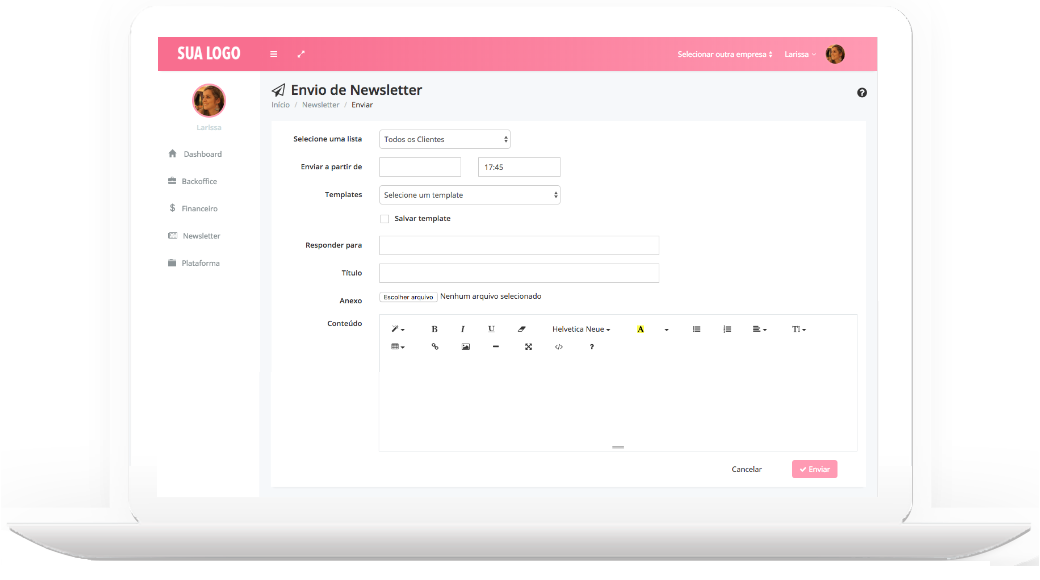 SUA LOGO
Selecionar outra empresa
Larissa
Larissa
Dashboard
Backoffice
Financeiro
Newsletter
Plataforma
Envio de Newsletter
Início / Newsletter / Enviar
Selecione uma lista Todos os Clientes
Enviar a partir de 17:45
Templates Selecione um template
Salvar template
Responder para
Título
Anexo Escolher arquivo Nenhum arquivo selecionado
Conteúdo
B I U Helvetica Neue A TI
</> ?
Cancelar Enviar